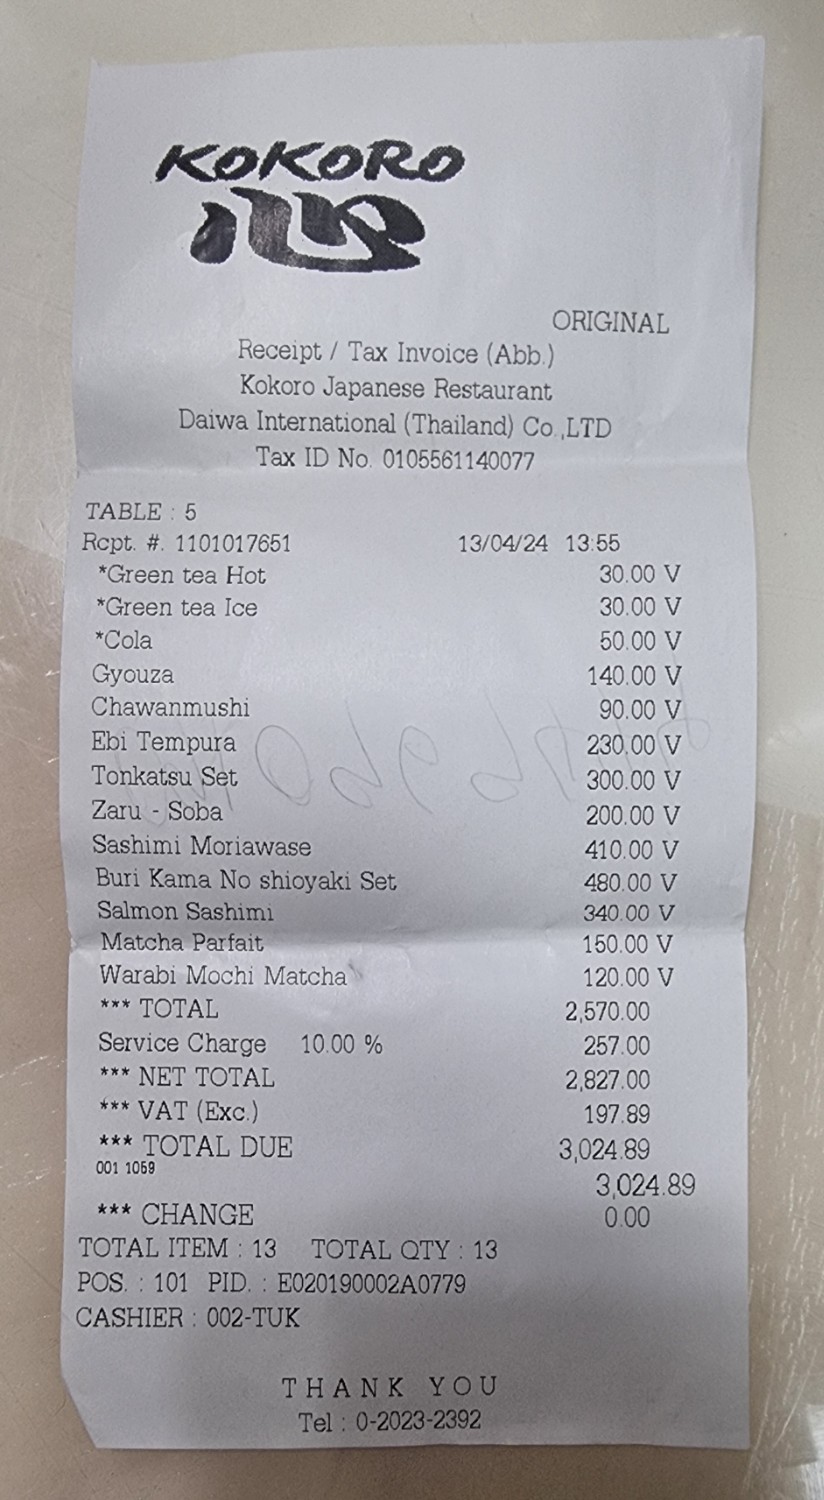 KOKORO
心
ORIGINAL
Receipt / Tax Invoice (Abb.)
Kokoro Japanese Restaurant
Daiwa International (Thailand) Co.,LTD
Tax ID No. 0105561140077
TABLE : 5
Rcpt. #. 1101017651 13/04/24 13:55
*Green tea Hot 30.00 V
*Green tea Ice 30.00 V
*Cola 50.00 V
Gyouza 140.00 V
Chawanmushi 90.00 V
Ebi Tempura 230.00 V
Tonkatsu Set 300.00 V
Zaru - Soba 200.00 V
Sashimi Moriawase 410.00 V
Buri Kama No shioyaki Set 480.00 V
Salmon Sashimi 340.00 V
Matcha Parfait 150.00 V
Warabi Mochi Matcha 120.00 V
*** TOTAL 2,570.00
Service Charge 10.00 % 257.00
*** NET TOTAL 2,827.00
*** VAT (Exc.) 197.89
*** TOTAL DUE 3,024.89
001 1059
3,024.89
*** CHANGE 0.00
TOTAL ITEM : 13 TOTAL QTY : 13
POS. : 101 PID. : E020190002A0779
CASHIER : 002-TUK
THANK YOU
Tel : 0-2023-2392